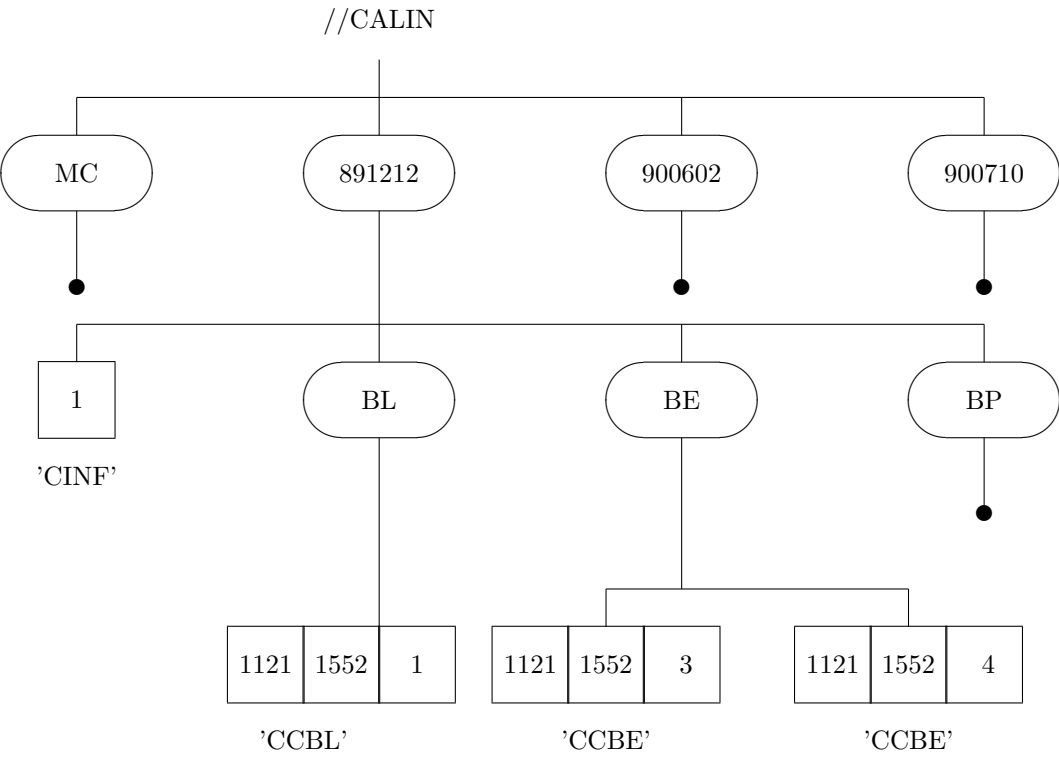 //CALIN
MC 891212 900602 900710
1 BL BE BP
'CINF'
1121 1552 1 1121 1552 3 1121 1552 4
'CCBL' 'CCBE' 'CCBE'